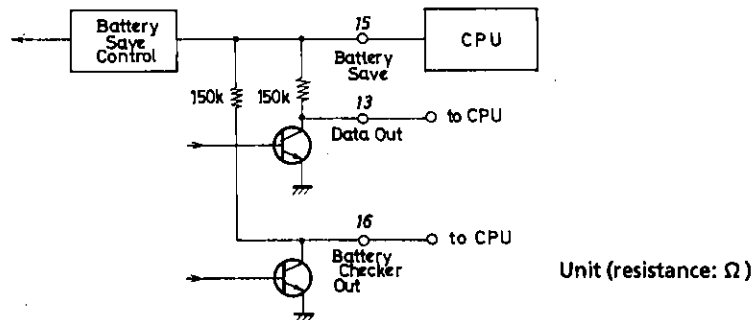 Battery
Save
Control
15
Battery
Save
CPU
150k
150k
13
Data Out
to CPU
16
Battery
Checker
Out
to CPU
Unit (resistance: Ω)